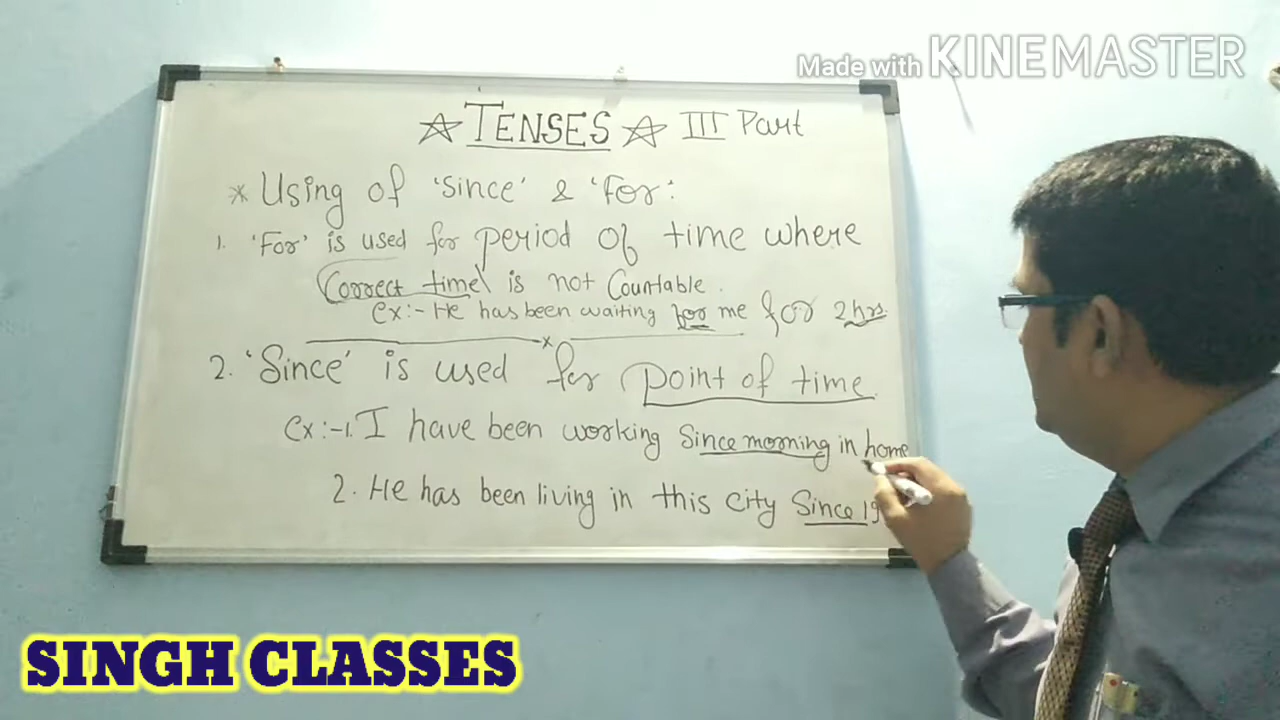 Made with KINEMASTER
☆ TENSES ☆ III Part
* Using of 'Since' & 'For':
1. 'For' is used for period of time where
Correct time is not Countable.
Ex:- He has been waiting for me for 2 hrs.
x
2. 'Since' is used for point of time.
Ex:-1. I have been working Since morning in home
2. He has been living in this city Since 19
SINGH CLASSES